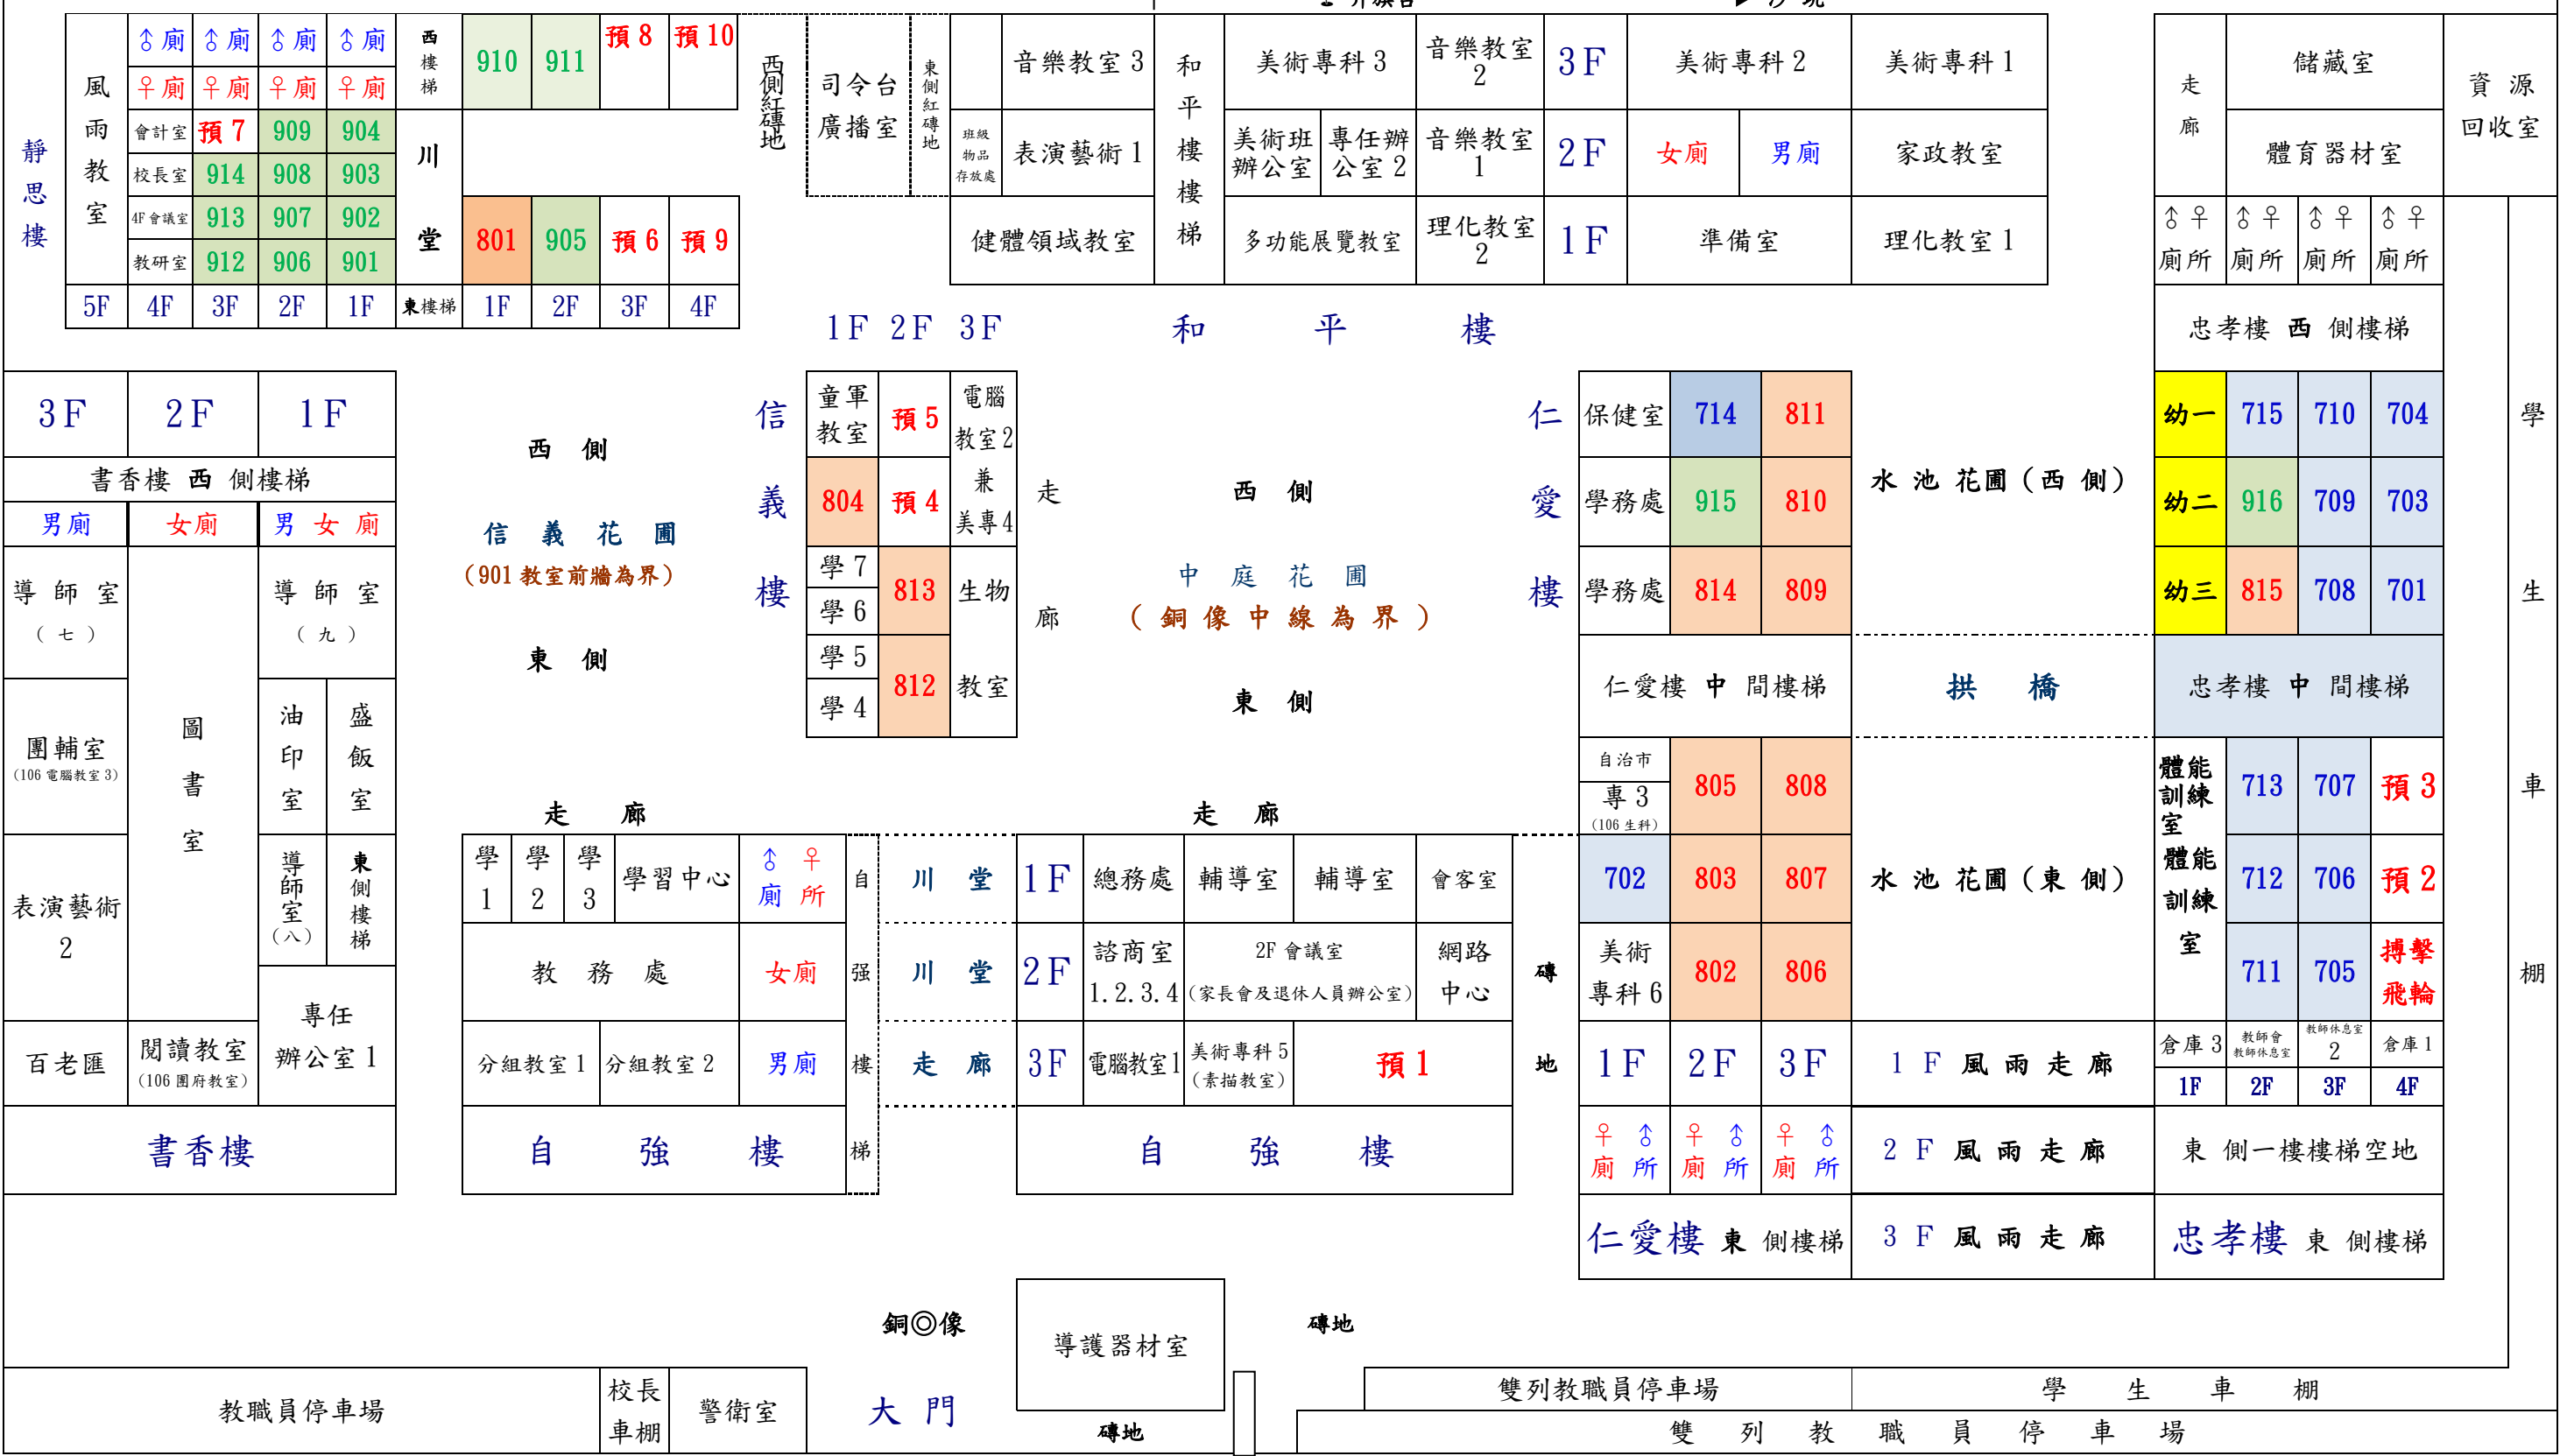 ♂廁 ♂廁 ♂廁 ♂廁 西樓梯 910 911 預8 預10
♀廁 ♀廁 ♀廁 ♀廁
靜思樓
風雨教室
會計室 預7 909 904
校長室 914 908 903
4F會議室 913 907 902
教研室 912 906 901
川堂
801 905 預6 預9
5F 4F 3F 2F 1F 東樓梯 1F 2F 3F 4F
西側紅磚地
司令台
廣播室
東側紅磚地
音樂教室3
和平樓樓梯
美術專科3
音樂教室
2
3F
美術專科2
美術專科1
班級
物品
存放處
表演藝術1
美術班
辦公室
專任辦
公室2
音樂教室
1
2F
女廁
男廁
家政教室
健體領域教室
多功能展覽教室
理化教室
2
1F
準備室
理化教室1
1F 2F 3F
和平樓
走廊
儲藏室
體育器材室
資源
回收室
♂♀ ♂♀ ♂♀ ♂♀
廁所 廁所 廁所 廁所
忠孝樓 西 側樓梯
學生車棚
3F 2F 1F
書香樓 西 側樓梯
男廁 女廁 男女廁
導師室
(七)
圖書室
導師室
(九)
團輔室
(106電腦教室3)
油印室
盛飯室
表演藝術
2
導師室(八)
東側樓梯
百老匯
閱讀教室
(106團府教室)
專任
辦公室1
書香樓
西側
信義花圃
(901教室前牆為界)
東側
信義樓
童軍
教室
預5
電腦
教室2
兼
美專4
804 預4
學7
學6
813
生物
學5
學4
812
教室
走廊
西側
中庭花圃
(銅像中線為界)
東側
仁愛樓
保健室 714 811
學務處 915 810
學務處 814 809
仁愛樓 中 間樓梯
自治市
專3
(106生科)
805 808
702 803 807
美術
專科6
802 806
1F 2F 3F
♀♂ ♀♂ ♀♂
廁所 廁所 廁所
仁愛樓 東 側樓梯
水池花圃(西側)
拱橋
水池花圃(東側)
1F風雨走廊
2F風雨走廊
3F風雨走廊
幼一 715 710 704
幼二 916 709 703
幼三 815 708 701
忠孝樓 中 間樓梯
體能
訓練
室
713 707 預3
體能
訓練
室
712 706 預2
711 705 搏擊
飛輪
倉庫3
教師會
教師休息室
教師休息室
2
倉庫1
1F 2F 3F 4F
東側一樓樓梯空地
忠孝樓 東 側樓梯
走廊
學1 學2 學3 學習中心
♂♀
廁所
教務處 女廁
分組教室1 分組教室2 男廁
自強樓
自强樓梯
川堂
川堂
走廊
走廊
1F 總務處 輔導室 輔導室 會客室
2F
諮商室
1.2.3.4
2F會議室
(家長會及退休人員辦公室)
網路
中心
3F 電腦教室1
美術專科5
(素描教室)
預1
自強樓
磚地
銅◎像
導護器材室
磚地
教職員停車場
校長
車棚
警衛室
大門
磚地
雙列教職員停車場
學生車棚
雙列教職員停車場